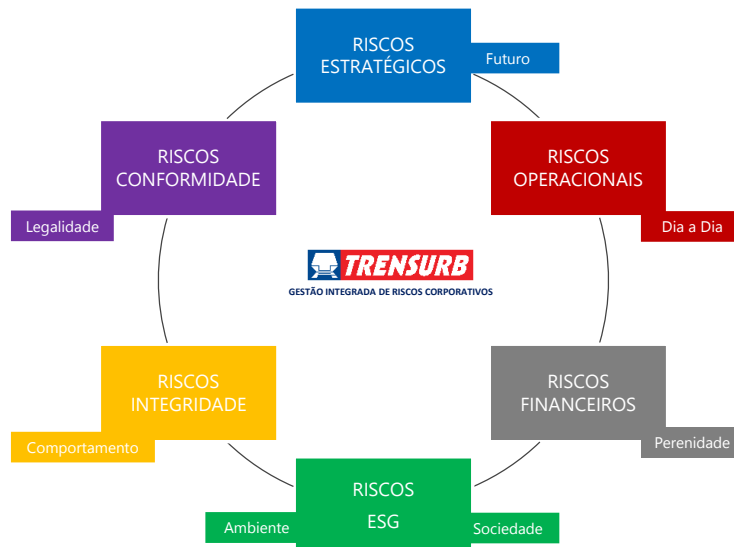 RISCOS
ESTRATÉGICOS
Futuro
RISCOS
OPERACIONAIS
Dia a Dia
RISCOS
FINANCEIROS
Perenidade
RISCOS
ESG
Ambiente
Sociedade
RISCOS
INTEGRIDADE
Comportamento
RISCOS
CONFORMIDADE
Legalidade
TRENSURB
GESTÃO INTEGRADA DE RISCOS CORPORATIVOS